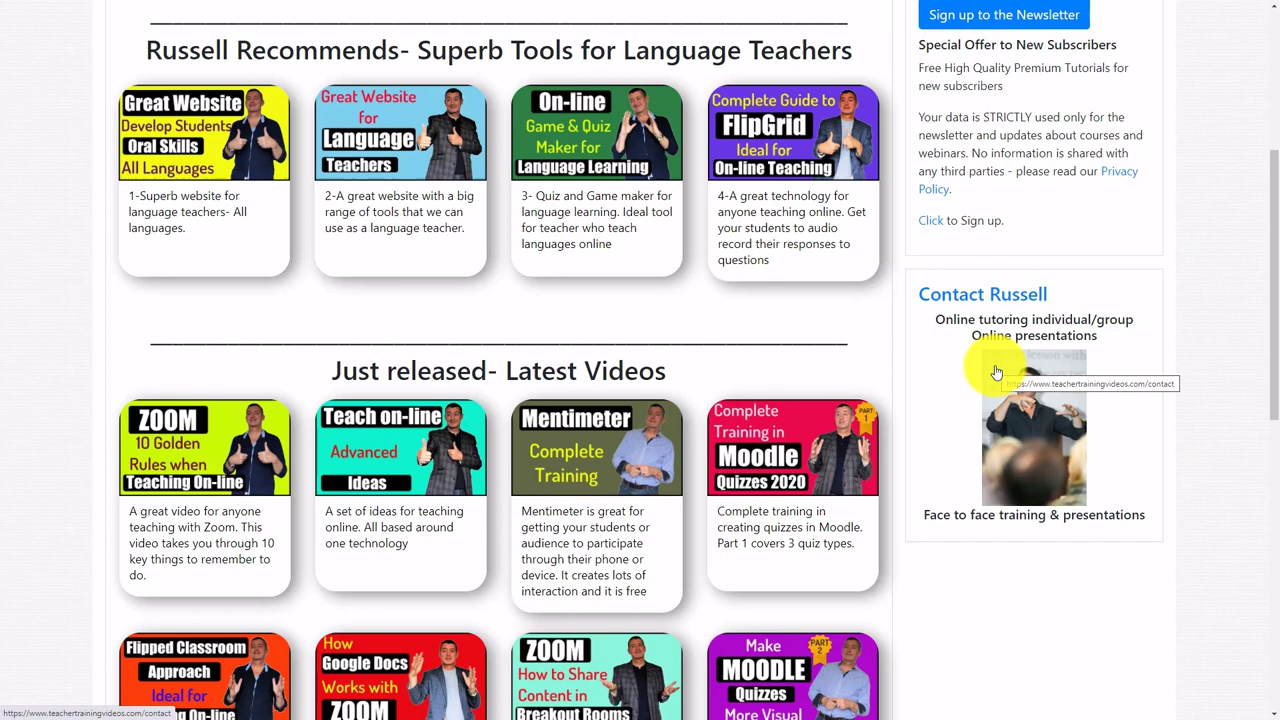 Russell Recommends- Superb Tools for Language Teachers
Great Website
Develop Students
Oral Skills
All Languages
1-Superb website for
language teachers- All
languages.
Great Website
for
Language
Teachers
2-A great website with a big
range of tools that we can
use as a language teacher.
On-line
Game & Quiz
Maker for
Language Learning
3- Quiz and Game maker for
language learning. Ideal tool
for teacher who teach
languages online
Complete Guide to
FlipGrid
Ideal for
On-line Teaching
4-A great technology for
anyone teaching online. Get
your students to audio
record their responses to
questions
Just released- Latest Videos
ZOOM
10 Golden
Rules when
Teaching On-line
A great video for anyone
teaching with Zoom. This
video takes you through 10
key things to remember to
do.
Teach on-line
Advanced
Ideas
A set of ideas for teaching
online. All based around
one technology
Mentimeter
Complete
Training
Mentimeter is great for
getting your students or
audience to participate
through their phone or
device. It creates lots of
interaction and it is free
Complete
Training in
Moodle
Quizzes 2020
PART
1
Complete training in
creating quizzes in Moodle.
Part 1 covers 3 quiz types.
Flipped Classroom
Approach
Ideal for
On-line
How
Google Docs
Works with
ZOOM
ZOOM
How to Share
Content in
Breakout Rooms
Make
MOODLE
Quizzes
More Visual
PART
2
Sign up to the Newsletter
Special Offer to New Subscribers
Free High Quality Premium Tutorials for
new subscribers
Your data is STRICTLY used only for the
newsletter and updates about courses and
webinars. No information is shared with
any third parties - please read our Privacy
Policy.
Click to Sign up.
Contact Russell
Online tutoring individual/group
Online presentations
lesson with
https://www.teachertrainingvideos.com/contact
Face to face training & presentations
https://www.teachertrainingvideos.com/contact